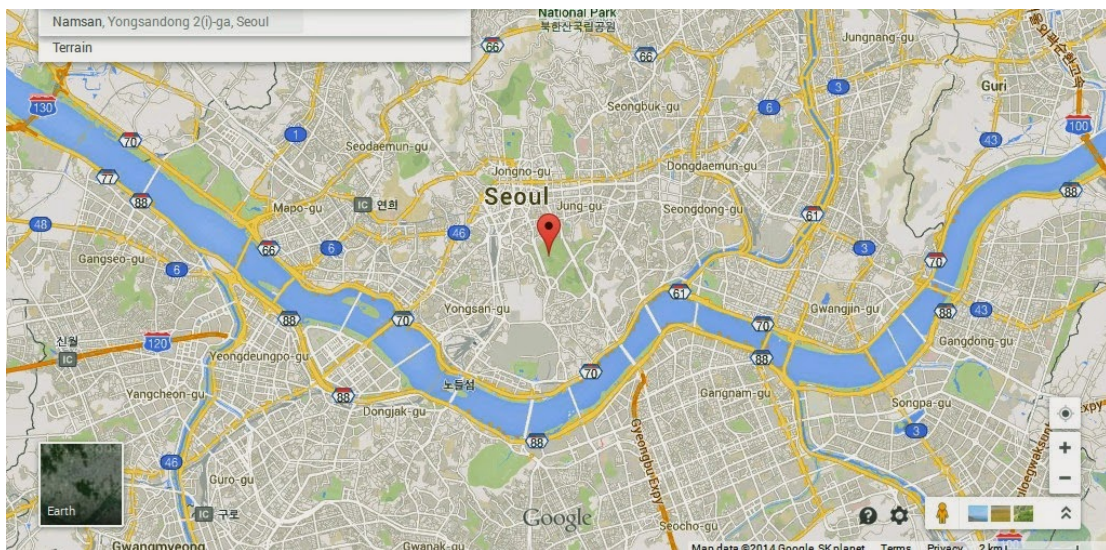 Namsan, Yongsandong 2(i)-ga, Seoul
Terrain
National Park
북한산국립공원
66
66
Jungnang-gu
Guri
130
Seongbuk-gu
6
3
100
70
1
Seodaemun-gu
43
Jongno-gu
Dongdaemun-gu
77
88
88
Seoul
Mapo-gu
IC 연희
Jung-gu
Seongdong-gu
61
48
46
6
66
3
Gangseo-gu
6
70
61
Yongsan-gu
Gwangjin-gu
88
70
70
88
43
신월
IC
120
Yeongdeungpo-gu
88
Gangdong-gu
노들섬
70
Yangcheon-gu
88
Dongjak-gu
Gangnam-gu
Songpa-gu
88
Gyeongbu Expy
3
46
Guro-gu
Earth
IC 구로
Google
Seocho-gu
Gwangmyeong
Gwanak-gu
Map data ©2014 Google, SK planet Terms Privacy 2 km